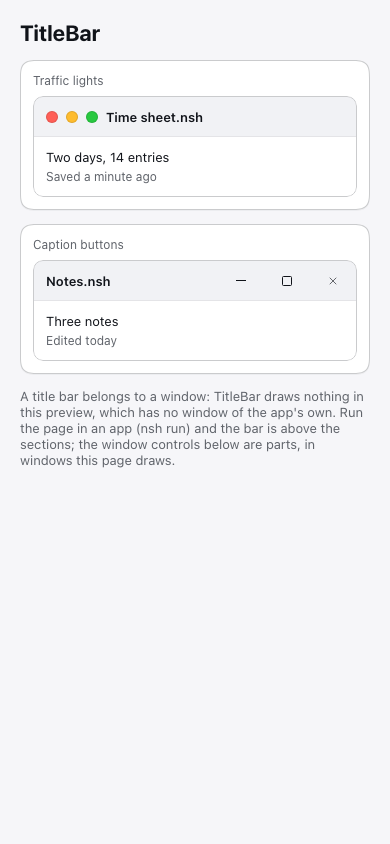 TitleBar
Traffic lights
Time sheet.nsh
Two days, 14 entries
Saved a minute ago
Caption buttons
Notes.nsh
Three notes
Edited today
A title bar belongs to a window: TitleBar draws nothing in
this preview, which has no window of the app's own. Run
the page in an app (nsh run) and the bar is above the
sections; the window controls below are parts, in
windows this page draws.